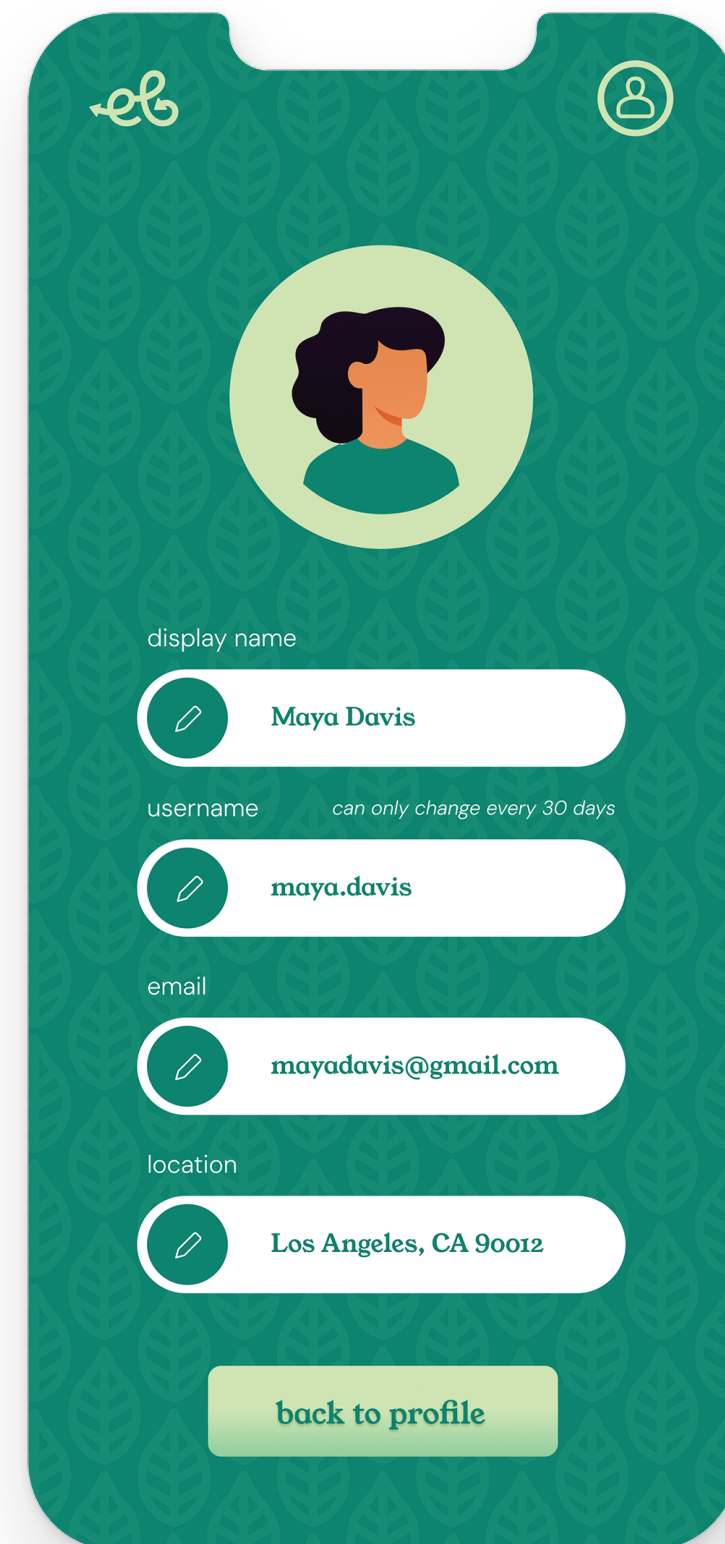 eb
display name
Maya Davis
username can only change every 30 days
maya.davis
email
mayadavis@gmail.com
location
Los Angeles, CA 90012
back to profile